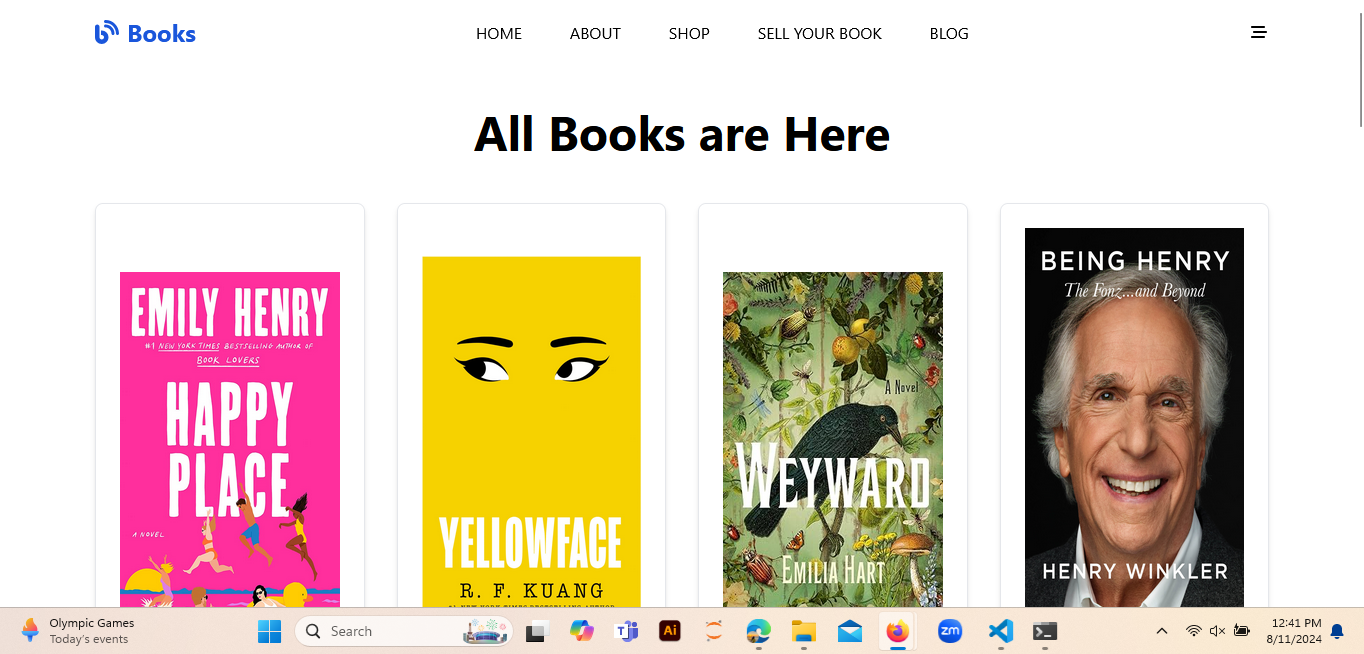 Books
HOME
ABOUT
SHOP
SELL YOUR BOOK
BLOG
All Books are Here
EMILY HENRY
#1 NEW YORK TIMES BESTSELLING AUTHOR OF
BOOK LOVERS
HAPPY
PLACE
A NOVEL
YELLOWFACE
R. F. KUANG
A Novel
WEYWARD
EMILIA HART
BEING HENRY
The Fonz...and Beyond
HENRY WINKLER
Olympic Games
Today's events
Search
Ai
zm
12:41 PM
8/11/2024